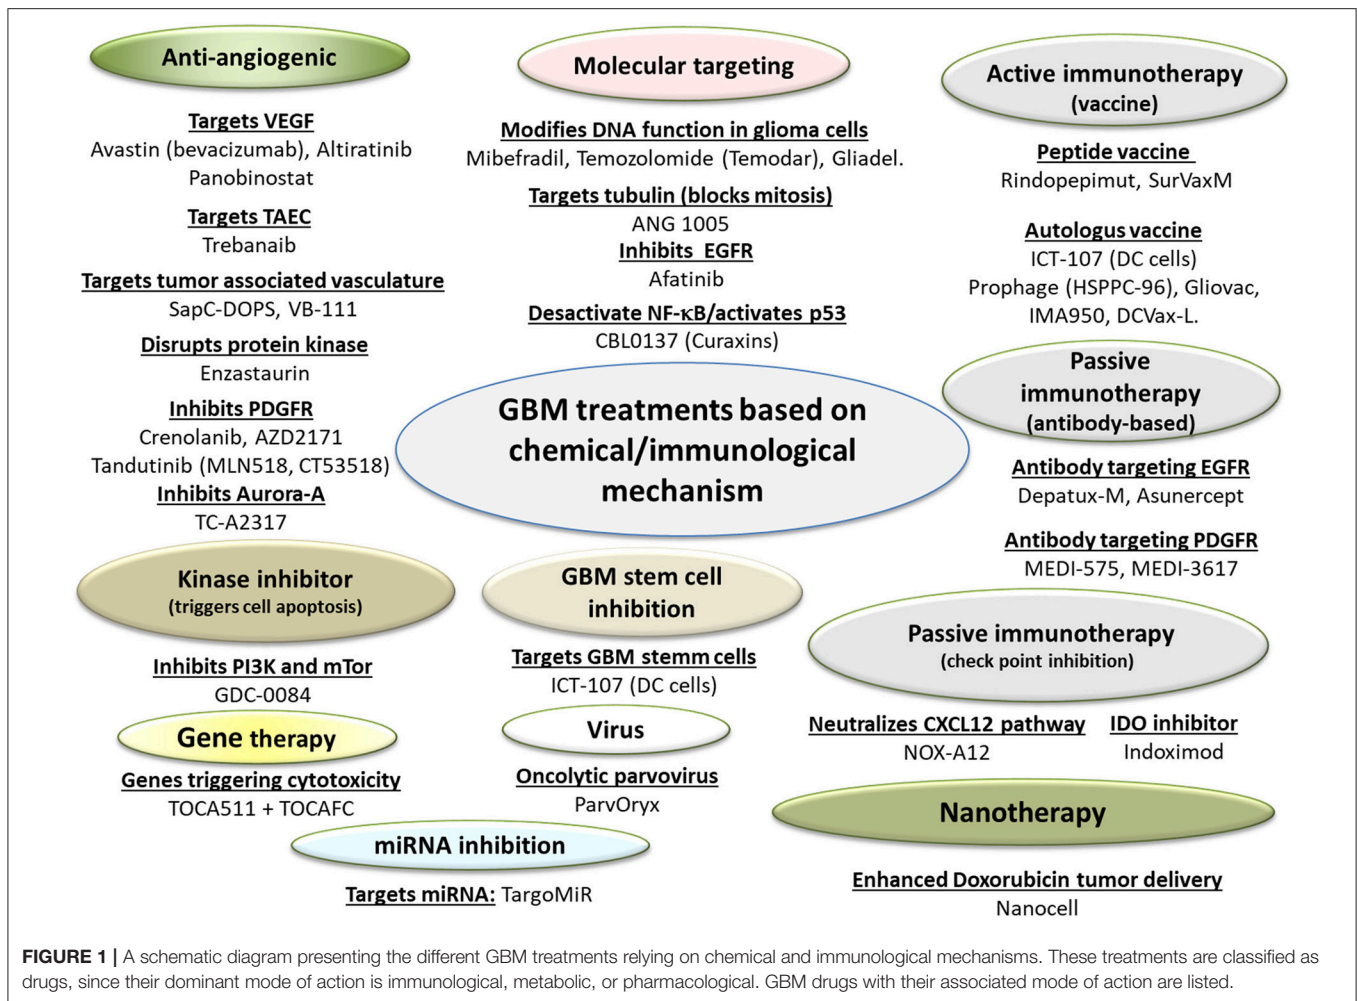 Anti-angiogenic
Targets VEGF
Avastin (bevacizumab), Altiratinib
Panobinostat
Targets TAEC
Trebanaib
Targets tumor associated vasculature
SapC-DOPS, VB-111
Disrupts protein kinase
Enzastaurin
Inhibits PDGFR
Crenolanib, AZD2171
Tandutinib (MLN518, CT53518)
Inhibits Aurora-A
TC-A2317
Molecular targeting
Modifies DNA function in glioma cells
Mibefradil, Temozolomide (Temodar), Gliadel.
Targets tubulin (blocks mitosis)
ANG 1005
Inhibits EGFR
Afatinib
Desactivate NF-κB/activates p53
CBL0137 (Curaxins)
Active immunotherapy
(vaccine)
Peptide vaccine
Rindopepimut, SurVaxM
Autologus vaccine
ICT-107 (DC cells)
Prophage (HSPPC-96), Gliovac,
IMA950, DCVax-L.
GBM treatments based on
chemical/immunological
mechanism
Passive
immunotherapy
(antibody-based)
Antibody targeting EGFR
Depatux-M, Asunercept
Antibody targeting PDGFR
MEDI-575, MEDI-3617
Kinase inhibitor
(triggers cell apoptosis)
Inhibits PI3K and mTor
GDC-0084
GBM stem cell
inhibition
Targets GBM stemm cells
ICT-107 (DC cells)
Passive immunotherapy
(check point inhibition)
Neutralizes CXCL12 pathway
NOX-A12
IDO inhibitor
Indoximod
Gene therapy
Genes triggering cytotoxicity
TOCA511 + TOCAFC
Virus
Oncolytic parvovirus
ParvOryx
Nanotherapy
Enhanced Doxorubicin tumor delivery
Nanocell
miRNA inhibition
Targets miRNA: TargoMiR
FIGURE 1 | A schematic diagram presenting the different GBM treatments relying on chemical and immunological mechanisms. These treatments are classified as
drugs, since their dominant mode of action is immunological, metabolic, or pharmacological. GBM drugs with their associated mode of action are listed.